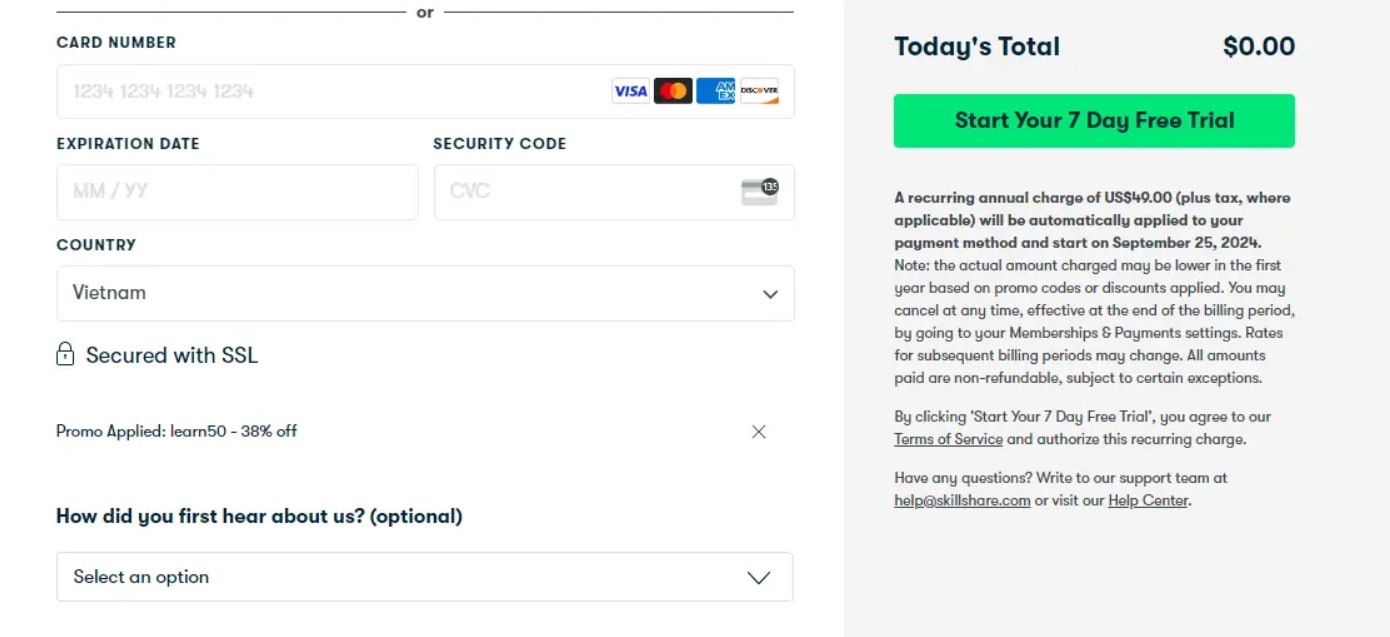 or
CARD NUMBER
1234 1234 1234 1234
VISA
AM
EX
DISCOVER
EXPIRATION DATE
SECURITY CODE
MM / YY
CVC
135
COUNTRY
Vietnam
Secured with SSL
Promo Applied: learn50 - 38% off
How did you first hear about us? (optional)
Select an option
Today's Total
$0.00
Start Your 7 Day Free Trial
A recurring annual charge of US$49.00 (plus tax, where
applicable) will be automatically applied to your
payment method and start on September 25, 2024.
Note: the actual amount charged may be lower in the first
year based on promo codes or discounts applied. You may
cancel at any time, effective at the end of the billing period,
by going to your Memberships & Payments settings. Rates
for subsequent billing periods may change. All amounts
paid are non-refundable, subject to certain exceptions.
By clicking 'Start Your 7 Day Free Trial', you agree to our
Terms of Service and authorize this recurring charge.
Have any questions? Write to our support team at
help@skillshare.com or visit our Help Center.